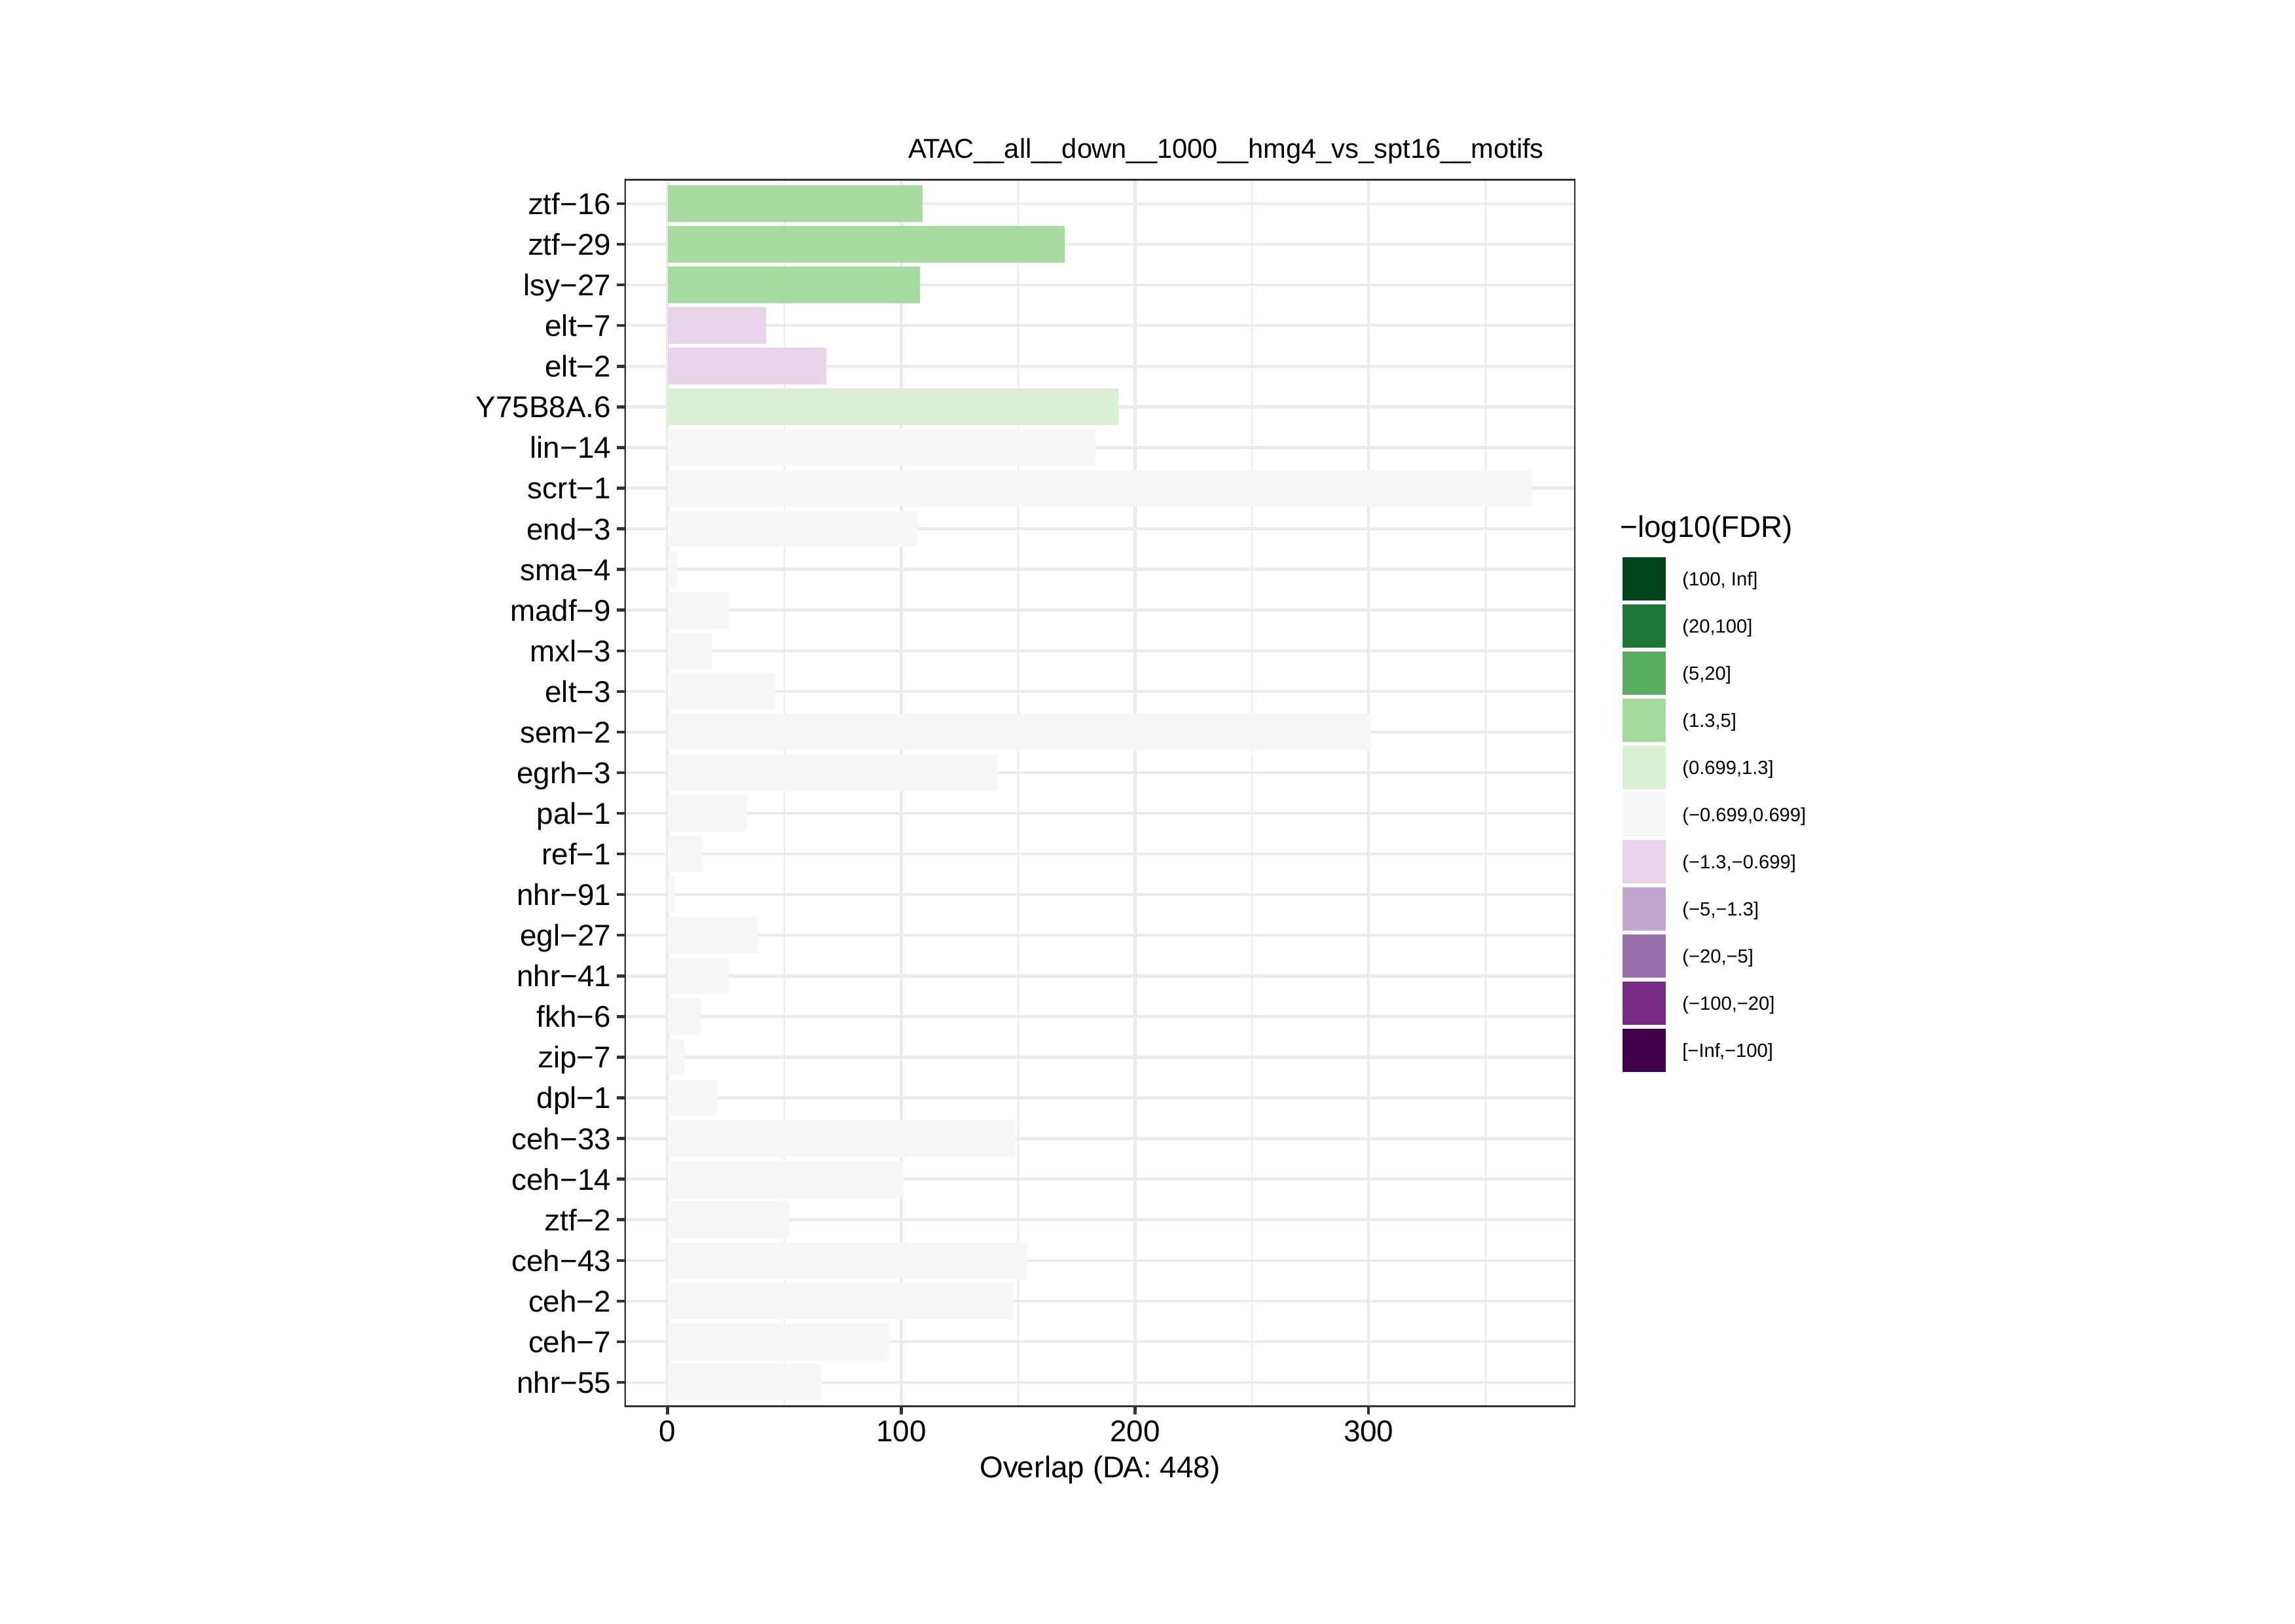 ATAC__all__down__1000__hmg4_vs_spt16__motifs
ztf−16
ztf−29
lsy−27
elt−7
elt−2
Y75B8A.6
lin−14
scrt−1
end−3
sma−4
madf−9
mxl−3
elt−3
sem−2
egrh−3
pal−1
ref−1
nhr−91
egl−27
nhr−41
fkh−6
zip−7
dpl−1
ceh−33
ceh−14
ztf−2
ceh−43
ceh−2
ceh−7
nhr−55
0 100 200 300
Overlap (DA: 448)
−log10(FDR)
(100, Inf]
(20,100]
(5,20]
(1.3,5]
(0.699,1.3]
(−0.699,0.699]
(−1.3,−0.699]
(−5,−1.3]
(−20,−5]
(−100,−20]
[−Inf,−100]